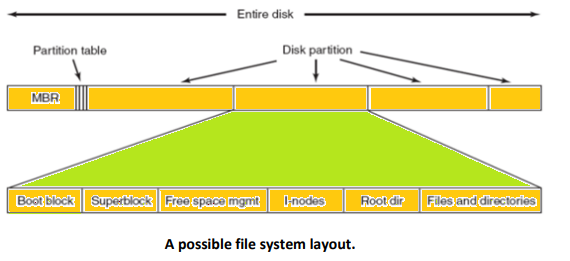 Entire disk
Partition table
Disk partition
MBR
Boot block
Superblock
Free space mgmt
I-nodes
Root dir
Files and directories
A possible file system layout.